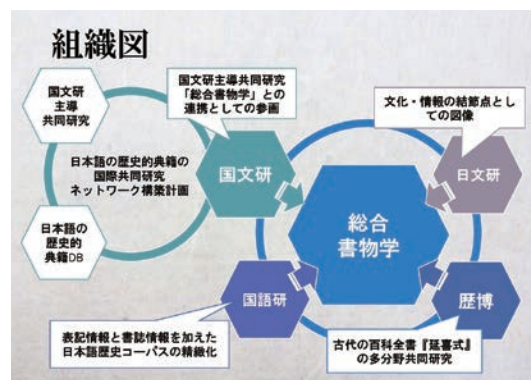 組織図
国文研
主導
共同研究
国文研主導共同研究
「総合書物学」との
連携としての参画
文化・情報の結節点と
しての図像
日本語の歴史的典籍の
国際共同研究
ネットワーク構築計画
国文研
日文研
総合
書物学
日本語の
歴史的
典籍DB
国語研
歴博
表記情報と書誌情報を加えた
日本語歴史コーパスの精緻化
古代の百科全書『延喜式』
の多分野共同研究